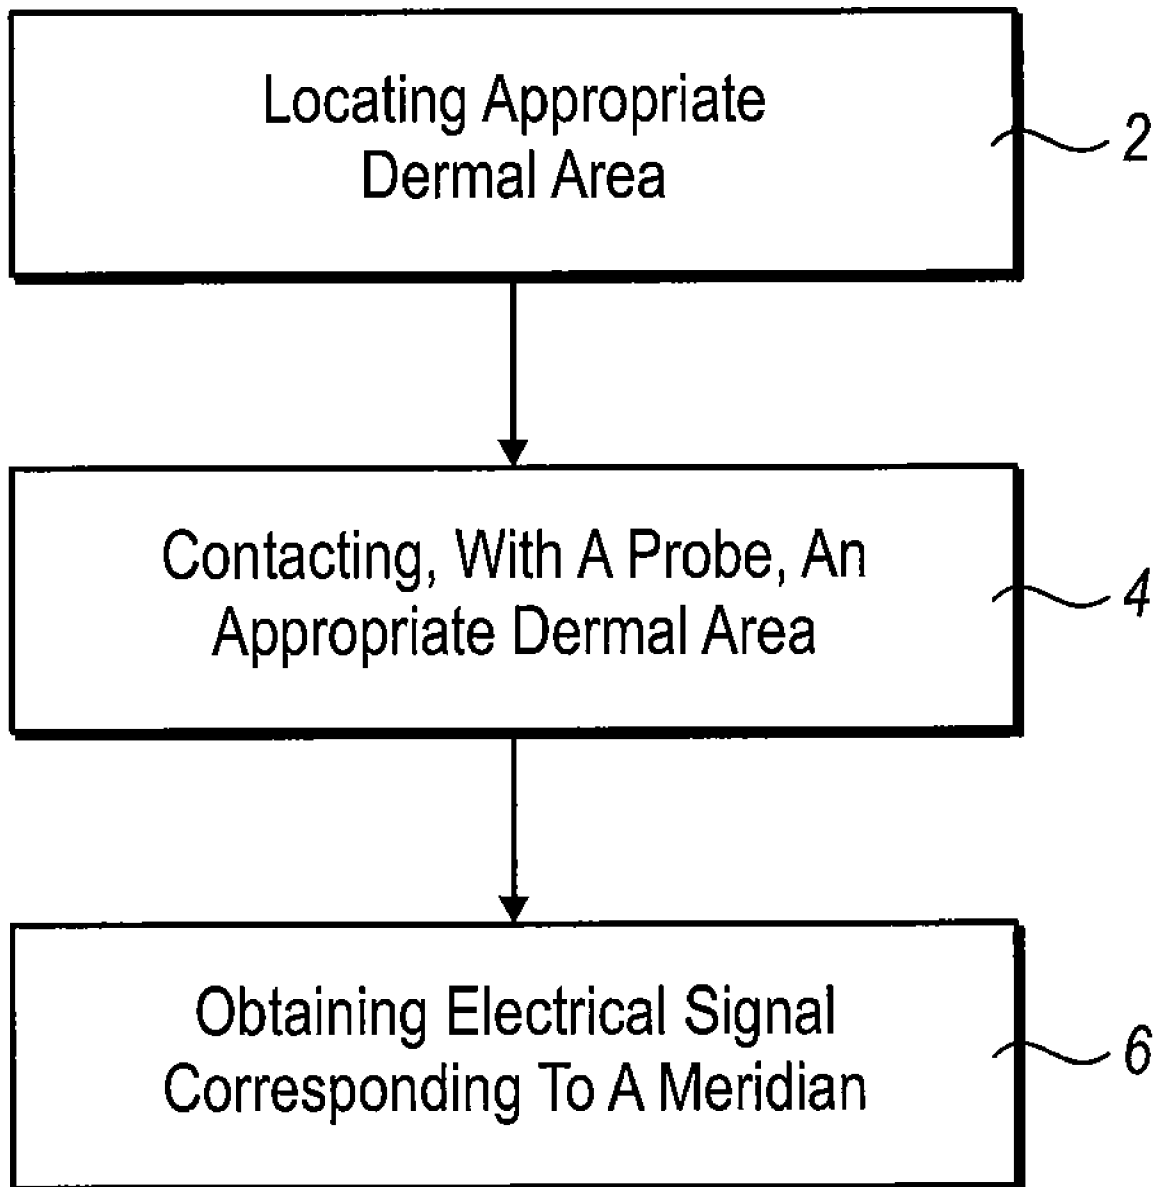 Locating Appropriate
Dermal Area
2
Contacting, With A Probe, An
Appropriate Dermal Area
4
Obtaining Electrical Signal
Corresponding To A Meridian
6